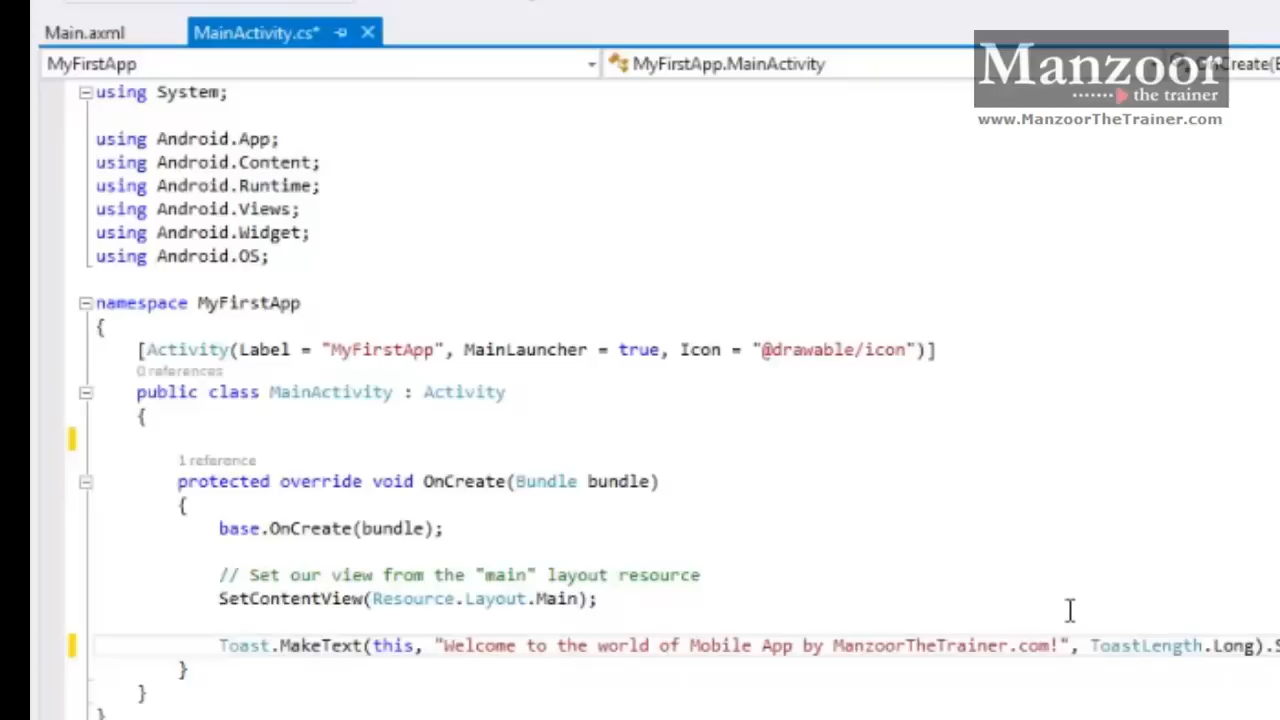 Main.axml MainActivity.cs*
MyFirstApp MyFirstApp.MainActivity
Manzoor
the trainer
www.ManzoorTheTrainer.com
using System;
using Android.App;
using Android.Content;
using Android.Runtime;
using Android.Views;
using Android.Widget;
using Android.OS;
namespace MyFirstApp
{
[Activity(Label = "MyFirstApp", MainLauncher = true, Icon = "@drawable/icon")]
0 references
public class MainActivity : Activity
{
1 reference
protected override void OnCreate(Bundle bundle)
{
base.OnCreate(bundle);
// Set our view from the "main" layout resource
SetContentView(Resource.Layout.Main);
Toast.MakeText(this, "Welcome to the world of Mobile App by ManzoorTheTrainer.com!", ToastLength.Long).S
}
}
}